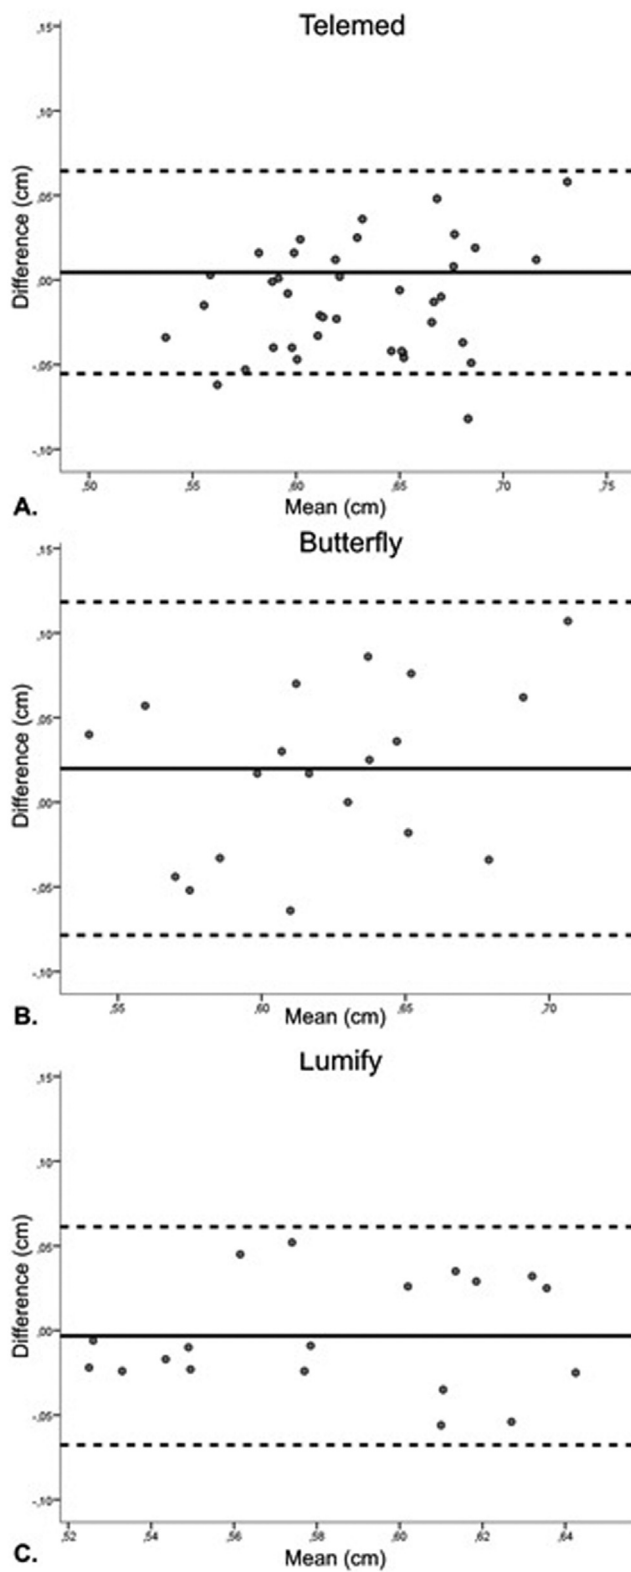 Telemed
,15
,10
,05
,00
-,05
-,10
Difference (cm)
,50 ,55 ,60 ,65 ,70 ,75
Mean (cm)
A.
Butterfly
,15
,10
,05
,00
-,05
-,10
Difference (cm)
,55 ,60 ,65 ,70
Mean (cm)
B.
Lumify
,15
,10
,05
,00
-,05
-,10
Difference (cm)
,52 ,54 ,56 ,58 ,60 ,62 ,64
Mean (cm)
C.